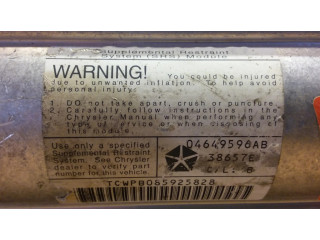 Supplemental Restraint
System (SRS) Module
WARNING! You could be injured
due to unwanted inflation. To help avoid
personal injury:
1. DO NOT take apart, crush or puncture.
2. Carefully follow instructions in the
Chrysler Manual when performing any
type of service or when disposing of
this module.
Use only a specified
Supplemental Restraint
System. See Chrysler
dealer to verify part
number for this vehicle.
04649596AB
38657E
C/L: B
TCWPB085925828